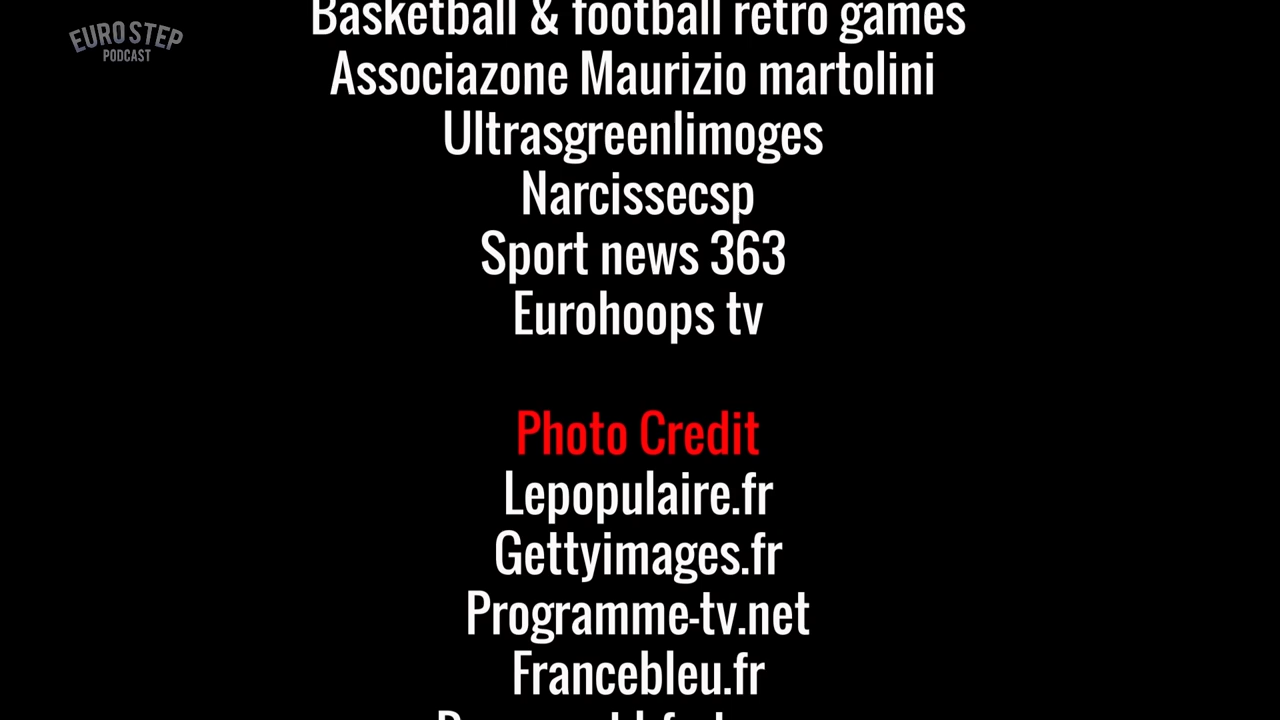 EURO STEP
PODCAST
Basketball & football retro games
Associazone Maurizio martolini
Ultrasgreenlimoges
Narcissecsp
Sport news 363
Eurohoops tv
Photo Credit
Lepopulaire.fr
Gettyimages.fr
Programme-tv.net
Francebleu.fr